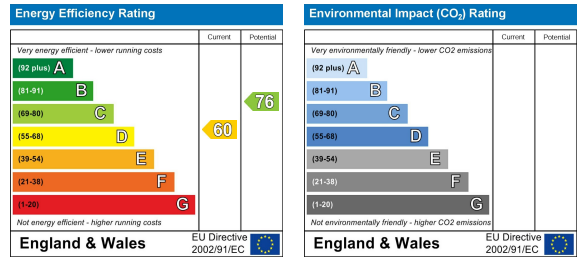 Energy Efficiency Rating
Current Potential
Very energy efficient - lower running costs
(92 plus) A
(81-91) B
(69-80) C
(55-68) D
(39-54) E
(21-38) F
(1-20) G
76
60
Not energy efficient - higher running costs
England & Wales
EU Directive
2002/91/EC
Environmental Impact (CO₂) Rating
Current Potential
Very environmentally friendly - lower CO2 emissions
(92 plus) A
(81-91) B
(69-80) C
(55-68) D
(39-54) E
(21-38) F
(1-20) G
Not environmentally friendly - higher CO2 emissions
England & Wales
EU Directive
2002/91/EC